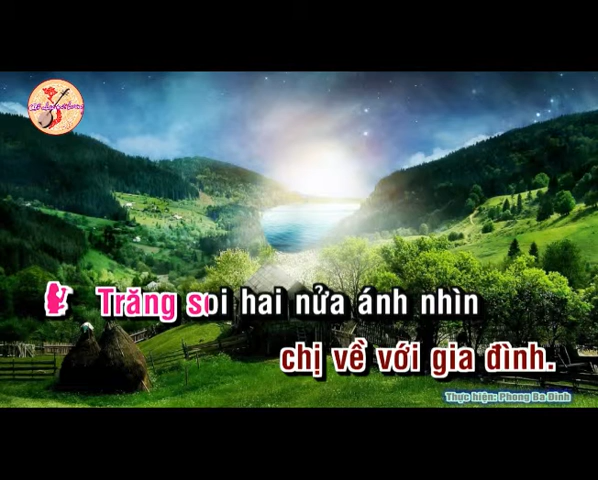 Trăng soi hai nửa ánh nhìn
chị về với gia đình.
Thực hiện: Phong Ba Đình